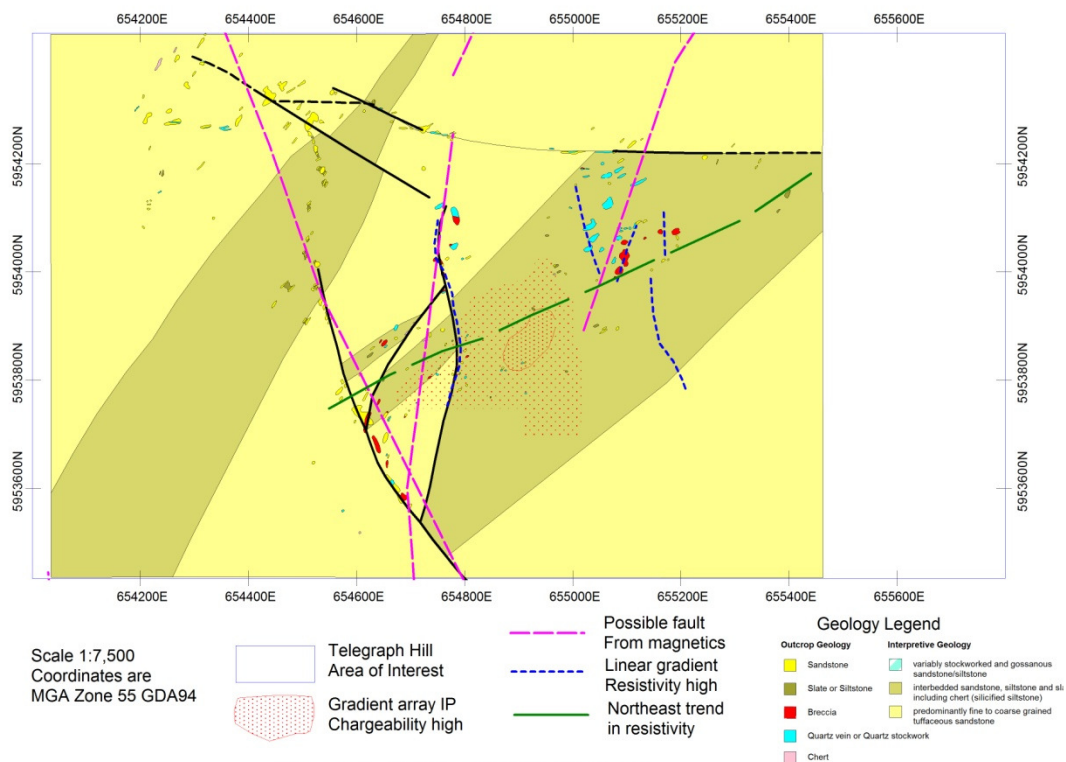 654200E 654400E 654600E 654800E 655000E 655200E 655400E 655600E
5954200N 5954200N
5954000N 5954000N
5953800N 5953800N
5953600N 5953600N
654200E 654400E 654600E 654800E 655000E 655200E 655400E 655600E
Scale 1:7,500
Coordinates are
MGA Zone 55 GDA94
Telegraph Hill
Area of Interest
Gradient array IP
Chargeability high
Possible fault
From magnetics
Linear gradient
Resistivity high
Northeast trend
in resistivity
Geology Legend
Outcrop Geology
Sandstone
Slate or Siltstone
Breccia
Quartz vein or Quartz stockwork
Chert
Interpretive Geology
variably stockworked and gossanous
sandstone/siltstone
interbedded sandstone, siltstone and sl
including chert (silicified siltstone)
predominantly fine to coarse grained
tuffaceous sandstone